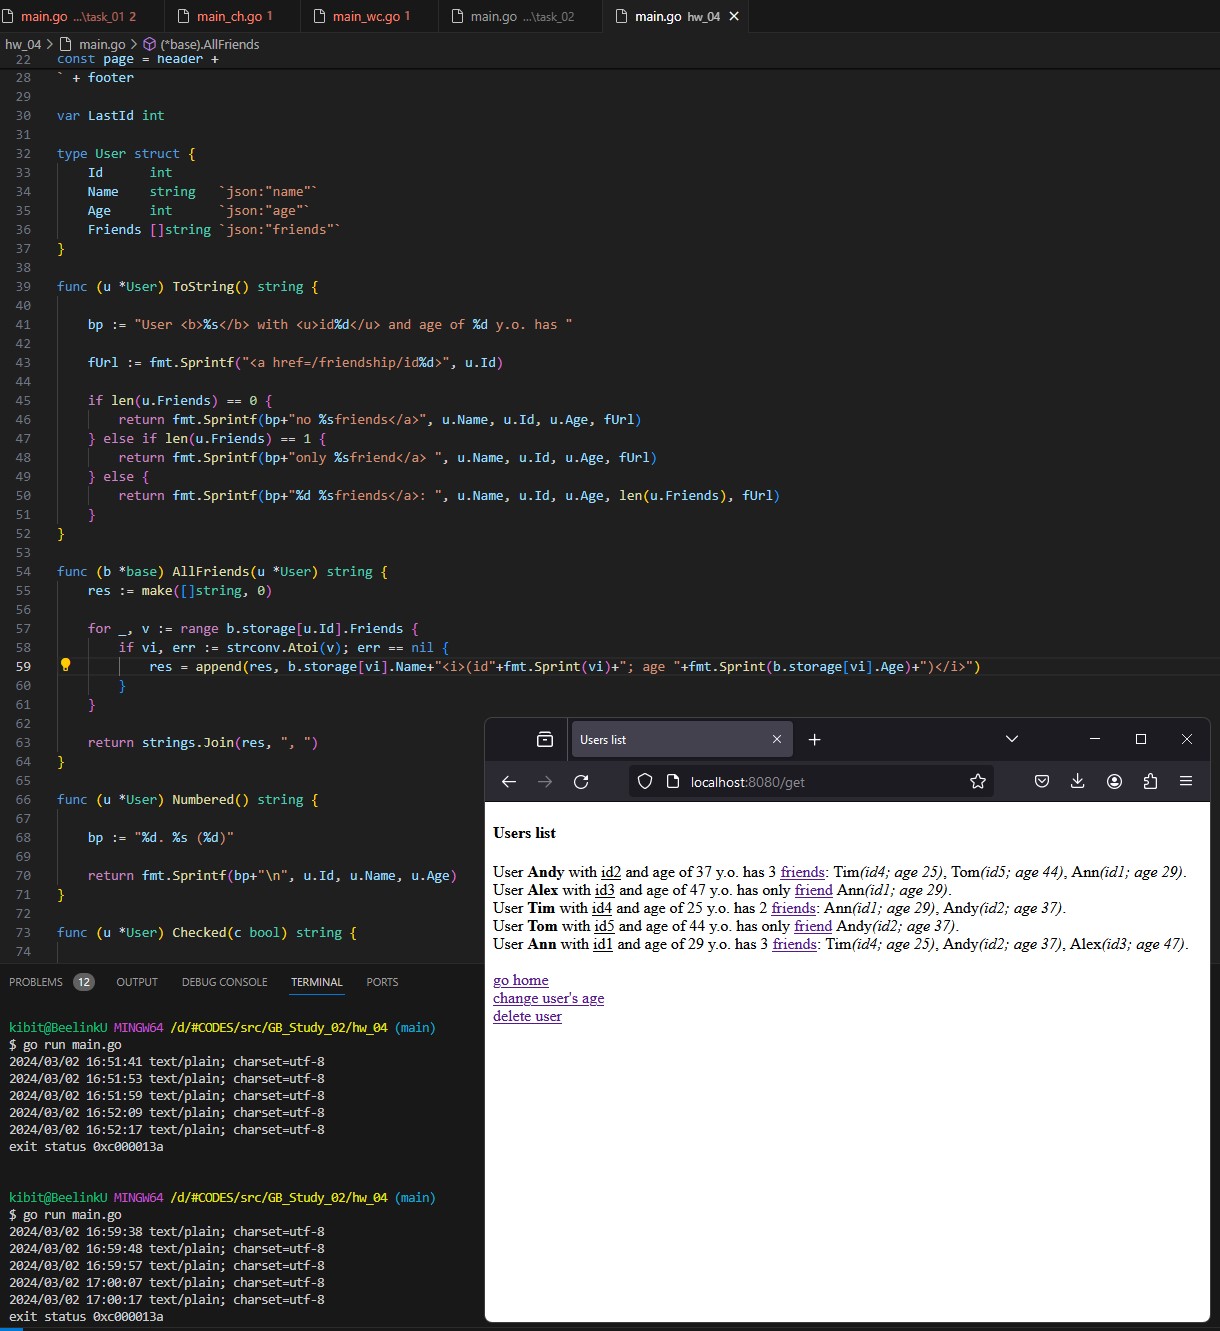 main.go ...\task_01 2
main_ch.go 1
main_wc.go 1
main.go ...\task_02
main.go hw_04
hw_04 > main.go > (*base).AllFriends
22 const page = header +
28 ` + footer
29
30 var LastId int
31
32 type User struct {
33 Id int
34 Name string `json:"name"`
35 Age int `json:"age"`
36 Friends []string `json:"friends"`
37 }
38
39 func (u *User) ToString() string {
40
41 bp := "User <b>%s</b> with <u>id%d</u> and age of %d y.o. has "
42
43 fUrl := fmt.Sprintf("<a href=/friendship/id%d>", u.Id)
44
45 if len(u.Friends) == 0 {
46 return fmt.Sprintf(bp+"no %sfriends</a>", u.Name, u.Id, u.Age, fUrl)
47 } else if len(u.Friends) == 1 {
48 return fmt.Sprintf(bp+"only %sfriend</a> ", u.Name, u.Id, u.Age, fUrl)
49 } else {
50 return fmt.Sprintf(bp+"%d %sfriends</a>: ", u.Name, u.Id, u.Age, len(u.Friends), fUrl)
51 }
52 }
53
54 func (b *base) AllFriends(u *User) string {
55 res := make([]string, 0)
56
57 for _, v := range b.storage[u.Id].Friends {
58 if vi, err := strconv.Atoi(v); err == nil {
59 res = append(res, b.storage[vi].Name+"<i>(id"+fmt.Sprint(vi)+"; age "+fmt.Sprint(b.storage[vi].Age)+")</i>")
60 }
61 }
62
63 return strings.Join(res, ", ")
64 }
65
66 func (u *User) Numbered() string {
67
68 bp := "%d. %s (%d)"
69
70 return fmt.Sprintf(bp+"\n", u.Id, u.Name, u.Age)
71 }
72
73 func (u *User) Checked(c bool) string {
74
Users list
localhost:8080/get
Users list
User Andy with id2 and age of 37 y.o. has 3 friends: Tim(id4; age 25), Tom(id5; age 44), Ann(id1; age 29).
User Alex with id3 and age of 47 y.o. has only friend Ann(id1; age 29).
User Tim with id4 and age of 25 y.o. has 2 friends: Ann(id1; age 29), Andy(id2; age 37).
User Tom with id5 and age of 44 y.o. has only friend Andy(id2; age 37).
User Ann with id1 and age of 29 y.o. has 3 friends: Tim(id4; age 25), Andy(id2; age 37), Alex(id3; age 47).
go home
change user's age
delete user
PROBLEMS 12 OUTPUT DEBUG CONSOLE TERMINAL PORTS
kibit@BeelinkU MINGW64 /d/#CODES/src/GB_Study_02/hw_04 (main)
$ go run main.go
2024/03/02 16:51:41 text/plain; charset=utf-8
2024/03/02 16:51:53 text/plain; charset=utf-8
2024/03/02 16:51:59 text/plain; charset=utf-8
2024/03/02 16:52:09 text/plain; charset=utf-8
2024/03/02 16:52:17 text/plain; charset=utf-8
exit status 0xc000013a
kibit@BeelinkU MINGW64 /d/#CODES/src/GB_Study_02/hw_04 (main)
$ go run main.go
2024/03/02 16:59:38 text/plain; charset=utf-8
2024/03/02 16:59:48 text/plain; charset=utf-8
2024/03/02 16:59:57 text/plain; charset=utf-8
2024/03/02 17:00:07 text/plain; charset=utf-8
2024/03/02 17:00:17 text/plain; charset=utf-8
exit status 0xc000013a